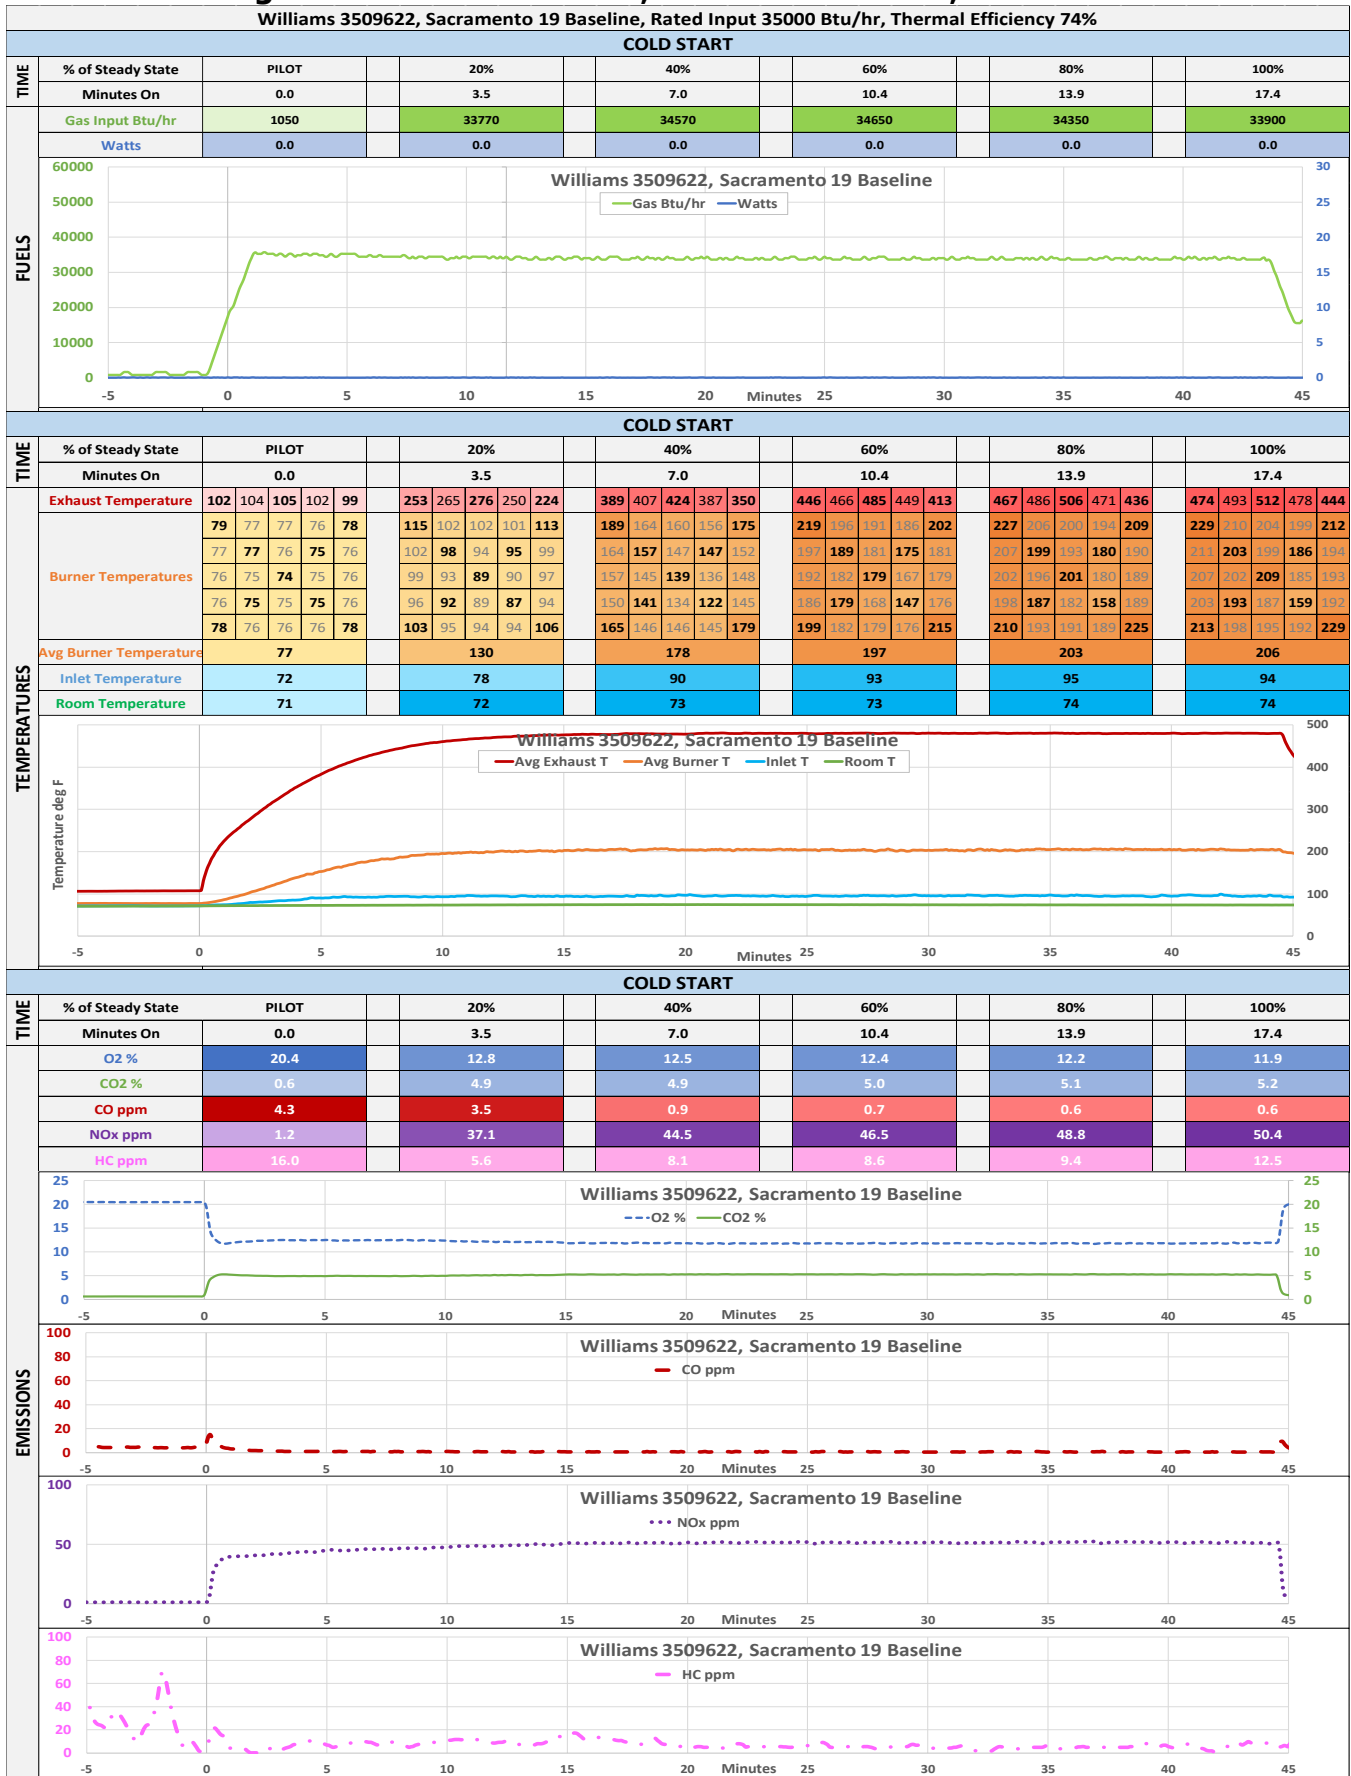 Williams 3509622, Sacramento 19 Baseline, Rated Input 35000 Btu/hr, Thermal Efficiency 74%
COLD START
TIME
% of Steady State PILOT 20% 40% 60% 80% 100%
Minutes On 0.0 3.5 7.0 10.4 13.9 17.4
FUELS
Gas Input Btu/hr 1050 33770 34570 34650 34350 33900
Watts 0.0 0.0 0.0 0.0 0.0 0.0
Williams 3509622, Sacramento 19 Baseline
Gas Btu/hr Watts
60000 30
50000 25
40000 20
30000 15
20000 10
10000 5
0 0
-5 0 5 10 15 20 Minutes 25 30 35 40 45
COLD START
TIME
% of Steady State PILOT 20% 40% 60% 80% 100%
Minutes On 0.0 3.5 7.0 10.4 13.9 17.4
TEMPERATURES
Exhaust Temperature 102 104 105 102 99 253 265 276 250 224 389 407 424 387 350 446 466 485 449 413 467 486 506 471 436 474 493 512 478 444
79 77 77 76 78 115 102 102 101 113 189 164 160 156 175 219 196 191 186 202 227 206 200 194 209 229 210 204 199 212
77 77 76 75 76 102 98 94 95 99 164 157 147 147 152 197 189 181 175 181 207 199 193 180 190 211 203 199 186 194
Burner Temperatures 76 75 74 75 76 99 93 89 90 97 157 145 139 136 148 192 182 179 167 179 202 196 201 180 189 207 202 209 185 193
76 75 75 75 76 96 92 89 87 94 150 141 134 122 145 186 179 168 147 176 198 187 182 158 189 203 193 187 159 192
78 76 76 76 78 103 95 94 94 106 165 146 146 145 179 199 182 179 176 215 210 193 191 189 225 213 198 195 192 229
Avg Burner Temperature 77 130 178 197 203 206
Inlet Temperature 72 78 90 93 95 94
Room Temperature 71 72 73 73 74 74
Williams 3509622, Sacramento 19 Baseline
Avg Exhaust T Avg Burner T Inlet T Room T
Temperature deg F
500
400
300
200
100
0
-5 0 5 10 15 20 Minutes 25 30 35 40 45
COLD START
TIME
% of Steady State PILOT 20% 40% 60% 80% 100%
Minutes On 0.0 3.5 7.0 10.4 13.9 17.4
EMISSIONS
O2 % 20.4 12.8 12.5 12.4 12.2 11.9
CO2 % 0.6 4.9 4.9 5.0 5.1 5.2
CO ppm 4.3 3.5 0.9 0.7 0.6 0.6
NOx ppm 1.2 37.1 44.5 46.5 48.8 50.4
HC ppm 16.0 5.6 8.1 8.6 9.4 12.5
Williams 3509622, Sacramento 19 Baseline
O2 % CO2 %
25 25
20 20
15 15
10 10
5 5
0 0
-5 0 5 10 15 20 Minutes 25 30 35 40 45
Williams 3509622, Sacramento 19 Baseline
CO ppm
100
80
60
40
20
0
-5 0 5 10 15 20 Minutes 25 30 35 40 45
Williams 3509622, Sacramento 19 Baseline
NOx ppm
100
50
0
-5 0 5 10 15 20 Minutes 25 30 35 40 45
Williams 3509622, Sacramento 19 Baseline
HC ppm
100
80
60
40
20
0
-5 0 5 10 15 20 Minutes 25 30 35 40 45